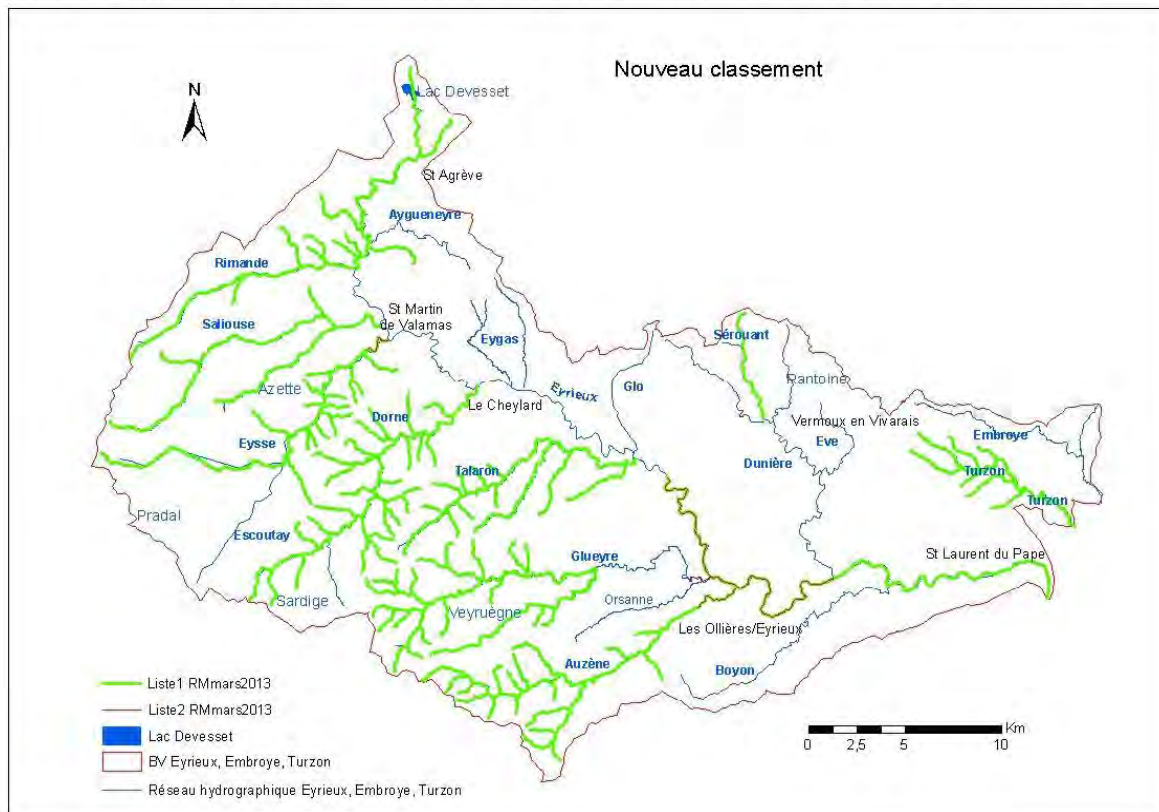 Nouveau classement
N
Lac Devesset
St Agrève
Aygueneyre
Rimande
St Martin
de Valamas
Saliouse
Eygas
Sérouant
Azette
Eyrieux
Glo
Rantoine
Le Cheylard
Dorne
Vernoux en Vivarais
Eve
Embroye
Eysse
Dunière
Talaron
Turzon
Turzon
Pradal
Escoutay
Glueyre
St Laurent du Pape
Sardige
Veyruègne
Orsanne
Les Ollières/Eyrieux
Auzène
Boyon
Liste1 RMmars2013
Liste2 RMmars2013
Lac Devesset
BV Eyrieux, Embroye, Turzon
Réseau hydrographique Eyrieux, Embroye, Turzon
Km
0 2,5 5 10